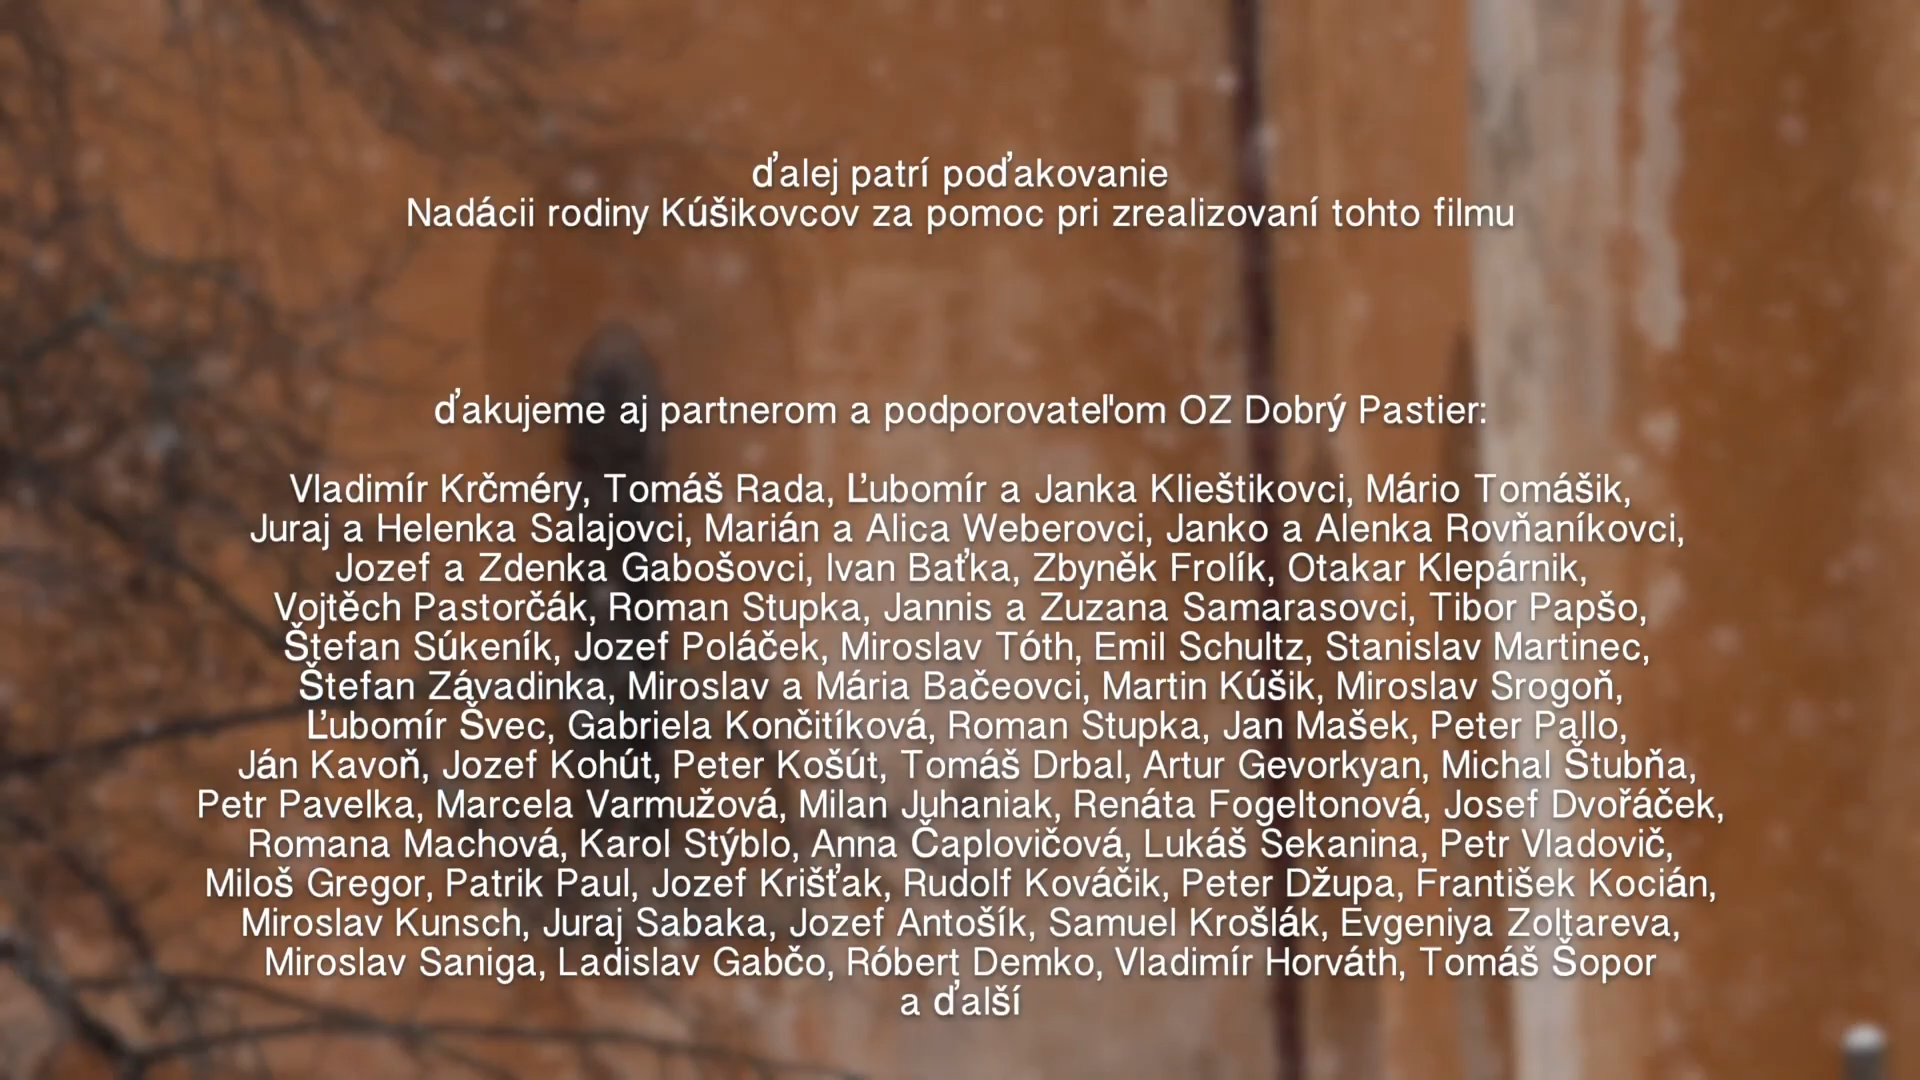 ďalej patrí poďakovanie
Nadácii rodiny Kúšikovcov za pomoc pri zrealizovaní tohto filmu
ďakujeme aj partnerom a podporovateľom OZ Dobrý Pastier:
Vladimír Krčméry, Tomáš Rada, Ľubomír a Janka Klieštikovci, Mário Tomášik,
Juraj a Helenka Salajovci, Marián a Alica Weberovci, Janko a Alenka Rovňaníkovci,
Jozef a Zdenka Gabošovci, Ivan Baťka, Zbyněk Frolík, Otakar Klepárnik,
Vojtěch Pastorčák, Roman Stupka, Jannis a Zuzana Samarasovci, Tibor Papšo,
Štefan Súkeník, Jozef Poláček, Miroslav Tóth, Emil Schultz, Stanislav Martinec,
Štefan Závadinka, Miroslav a Mária Bačeovci, Martin Kúšik, Miroslav Srogoň,
Ľubomír Švec, Gabriela Končitíková, Roman Stupka, Jan Mašek, Peter Pallo,
Ján Kavoň, Jozef Kohút, Peter Košút, Tomáš Drbal, Artur Gevorkyan, Michal Štubňa,
Petr Pavelka, Marcela Varmužová, Milan Juhaniak, Renáta Fogeltonová, Josef Dvořáček,
Romana Machová, Karol Stýblo, Anna Čaplovičová, Lukáš Sekanina, Petr Vladovič,
Miloš Gregor, Patrik Paul, Jozef Krišťak, Rudolf Kováčik, Peter Džupa, František Kocián,
Miroslav Kunsch, Juraj Sabaka, Jozef Antošík, Samuel Krošlák, Evgeniya Zoltareva,
Miroslav Saniga, Ladislav Gabčo, Róbert Demko, Vladimír Horváth, Tomáš Šopor
a ďalší